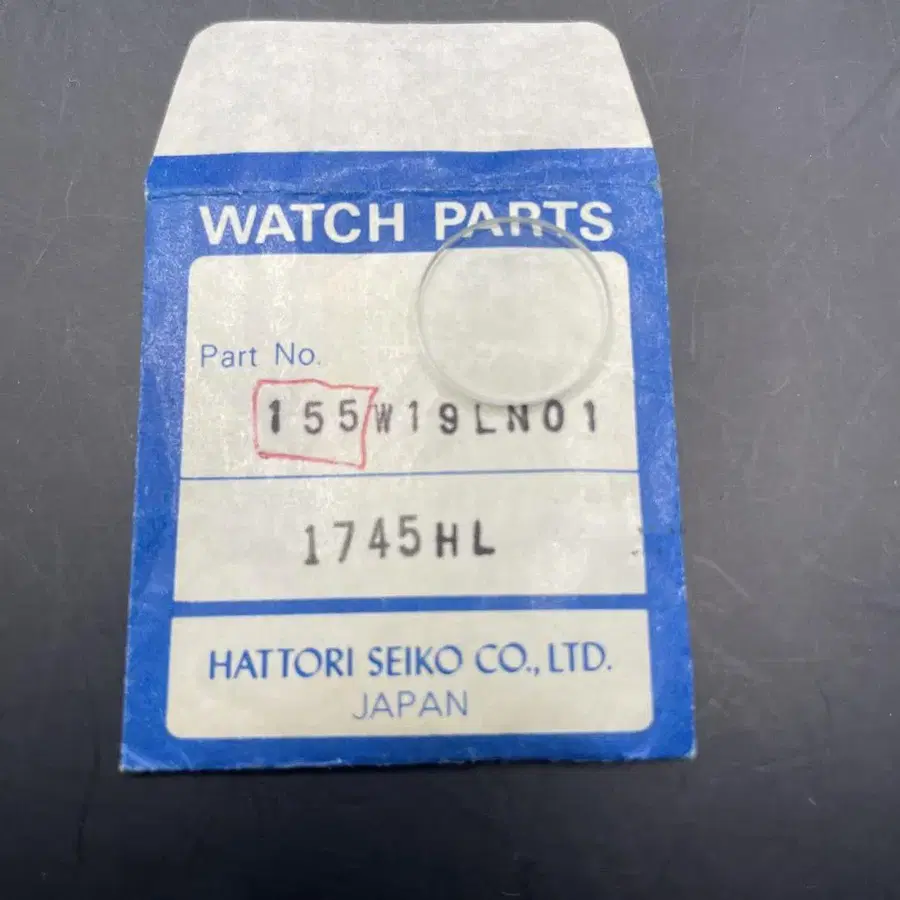 WATCH PARTS
Part No.
155W19LN01
1745HL
HATTORI SEIKO CO., LTD.
JAPAN